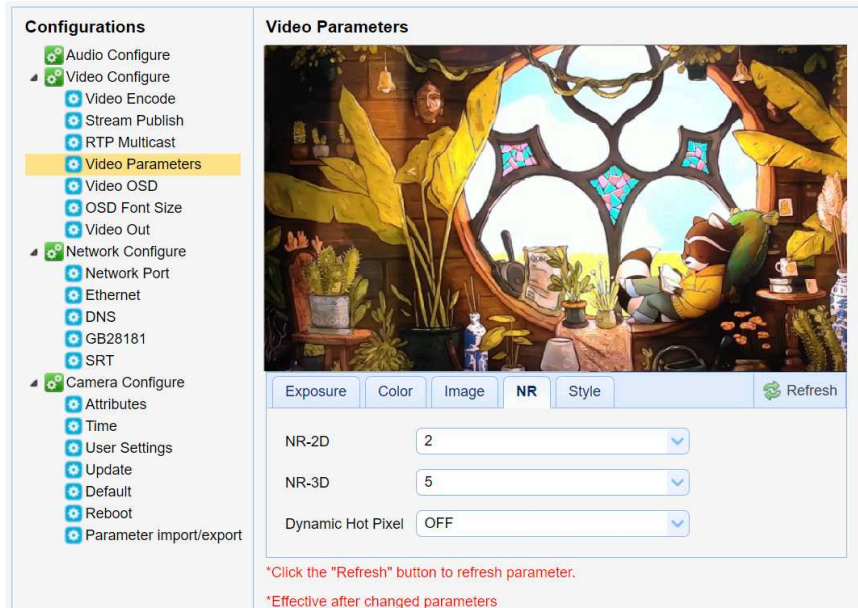 Configurations
Audio Configure
Video Configure
Video Encode
Stream Publish
RTP Multicast
Video Parameters
Video OSD
OSD Font Size
Video Out
Network Configure
Network Port
Ethernet
DNS
GB28181
SRT
Camera Configure
Attributes
Time
User Settings
Update
Default
Reboot
Parameter import/export
Video Parameters
Exposure Color Image NR Style Refresh
NR-2D 2
NR-3D 5
Dynamic Hot Pixel OFF
*Click the "Refresh" button to refresh parameter.
*Effective after changed parameters